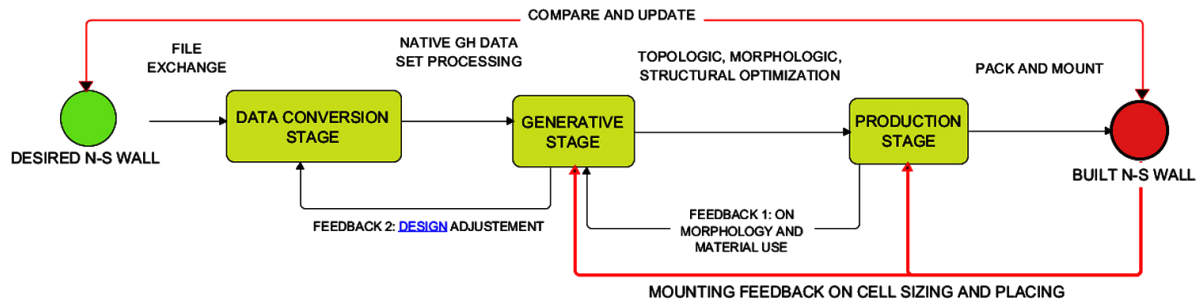 COMPARE AND UPDATE
FILE
EXCHANGE
NATIVE GH DATA
SET PROCESSING
TOPOLOGIC, MORPHOLOGIC,
STRUCTURAL OPTIMIZATION
PACK AND MOUNT
DESIRED N-S WALL
DATA CONVERSION
STAGE
GENERATIVE
STAGE
PRODUCTION
STAGE
BUILT N-S WALL
FEEDBACK 2: DESIGN ADJUSTEMENT
FEEDBACK 1: ON
MORPHOLOGY AND
MATERIAL USE
MOUNTING FEEDBACK ON CELL SIZING AND PLACING